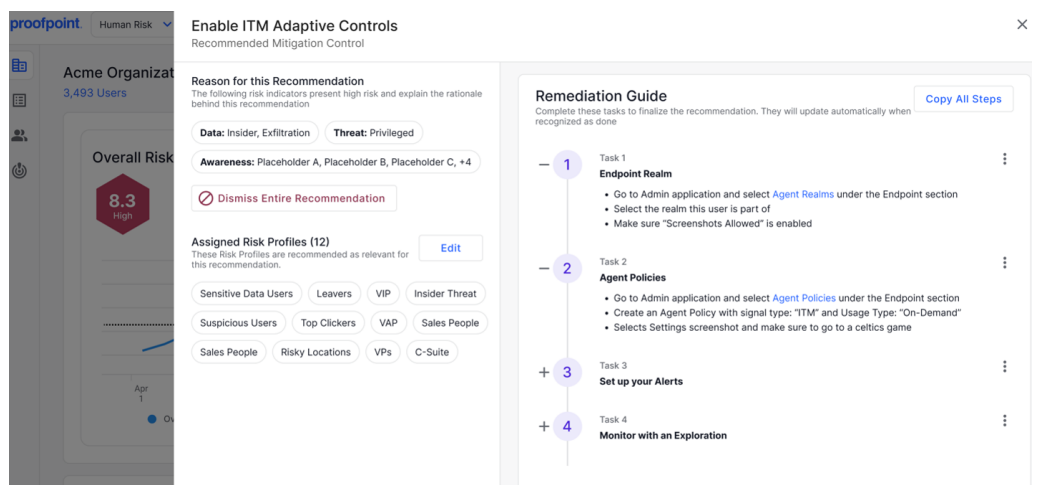 proofpoint.
Human Risk
Acme Organizat
3,493 Users
Overall Risk
8.3
High
Apr
1
Ov
Enable ITM Adaptive Controls
Recommended Mitigation Control
Reason for this Recommendation
The following risk indicators present high risk and explain the rationale
behind this recommendation
Data: Insider, Exfiltration
Threat: Privileged
Awareness: Placeholder A, Placeholder B, Placeholder C, +4
Dismiss Entire Recommendation
Assigned Risk Profiles (12)
These Risk Profiles are recommended as relevant for
this recommendation.
Edit
Sensitive Data Users
Leavers
VIP
Insider Threat
Suspicious Users
Top Clickers
VAP
Sales People
Sales People
Risky Locations
VPs
C-Suite
Remediation Guide
Complete these tasks to finalize the recommendation. They will update automatically when
recognized as done
Copy All Steps
1
Task 1
Endpoint Realm
• Go to Admin application and select Agent Realms under the Endpoint section
• Select the realm this user is part of
• Make sure “Screenshots Allowed” is enabled
2
Task 2
Agent Policies
• Go to Admin application and select Agent Policies under the Endpoint section
• Create an Agent Policy with signal type: “ITM” and Usage Type: “On-Demand”
• Selects Settings screenshot and make sure to go to a celtics game
3
Task 3
Set up your Alerts
4
Task 4
Monitor with an Exploration